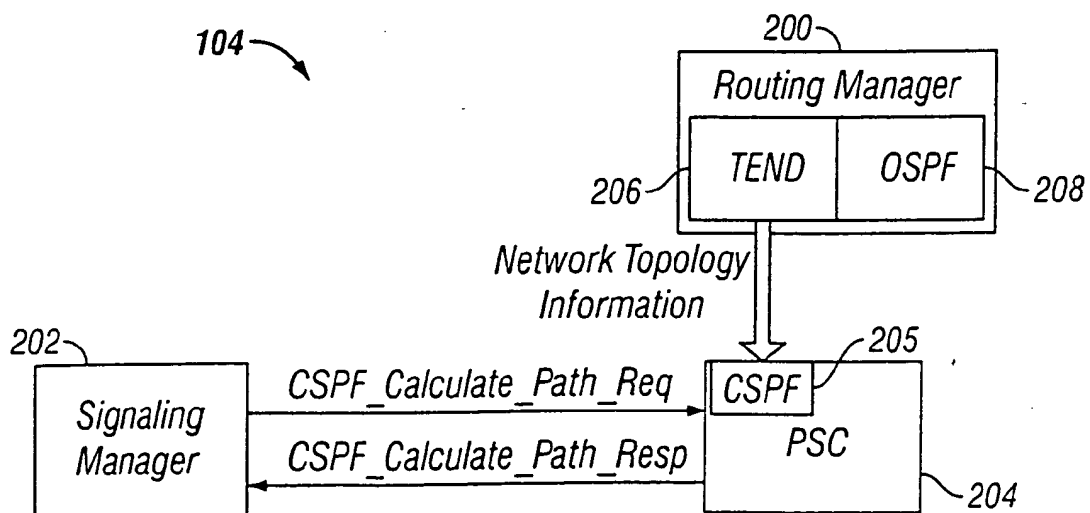 104
200
Routing Manager
TEND
OSPF
206
208
Network Topology
Information
202
205
CSPF_Calculate_Path_Req
CSPF
Signaling
Manager
PSC
CSPF_Calculate_Path_Resp
204